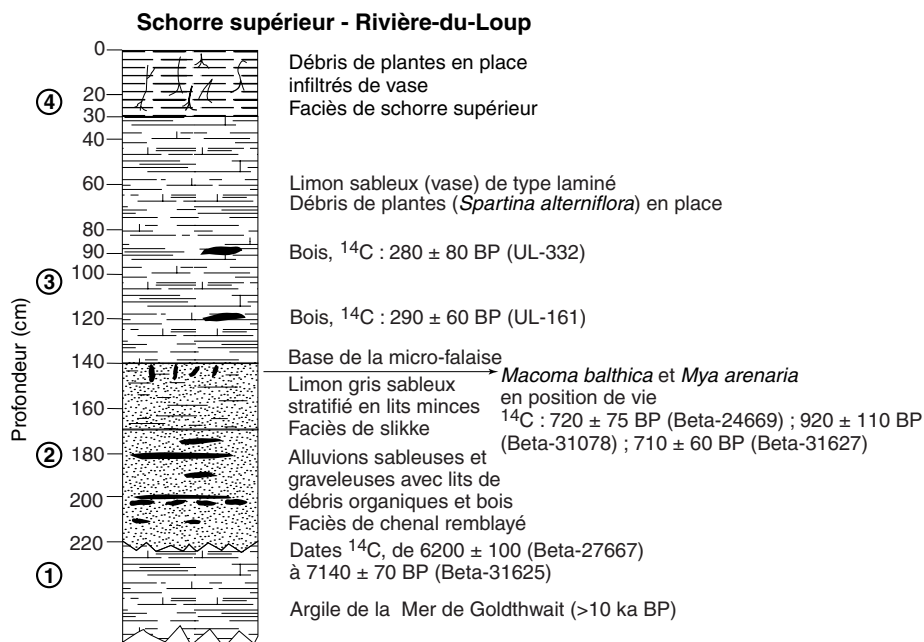 Schorre supérieur - Rivière-du-Loup
Profondeur (cm)
0
20
30
40
60
80
90
100
120
140
160
180
200
220
④
③
②
①
Débris de plantes en place
infiltrés de vase
Faciès de schorre supérieur
Limon sableux (vase) de type laminé
Débris de plantes (Spartina alterniflora) en place
Bois, ¹⁴C : 280 ± 80 BP (UL-332)
Bois, ¹⁴C : 290 ± 60 BP (UL-161)
Base de la micro-falaise
Macoma balthica et Mya arenaria
en position de vie
¹⁴C : 720 ± 75 BP (Beta-24669) ; 920 ± 110 BP
(Beta-31078) ; 710 ± 60 BP (Beta-31627)
Limon gris sableux
stratifié en lits minces
Faciès de slikke
Alluvions sableuses et
graveleuses avec lits de
débris organiques et bois
Faciès de chenal remblayé
Dates ¹⁴C, de 6200 ± 100 (Beta-27667)
à 7140 ± 70 BP (Beta-31625)
Argile de la Mer de Goldthwait (>10 ka BP)